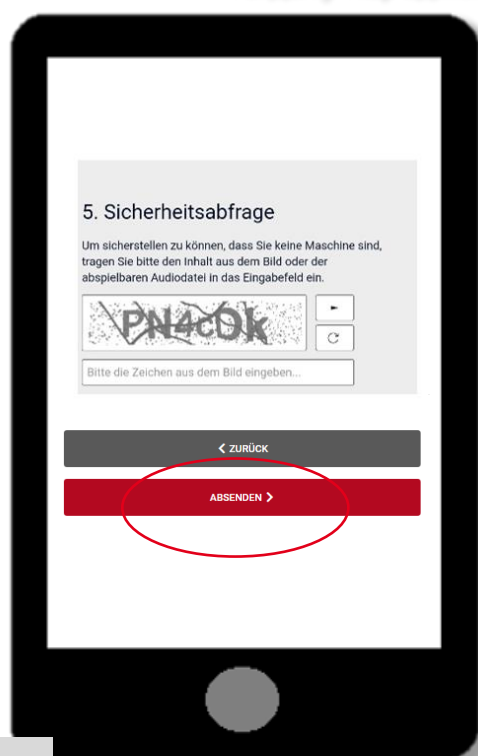 5. Sicherheitsabfrage
Um sicherstellen zu können, dass Sie keine Maschine sind,
tragen Sie bitte den Inhalt aus dem Bild oder der
abspielbaren Audiodatei in das Eingabefeld ein.
PN4cDk
Bitte die Zeichen aus dem Bild eingeben...
ZURÜCK
ABSENDEN